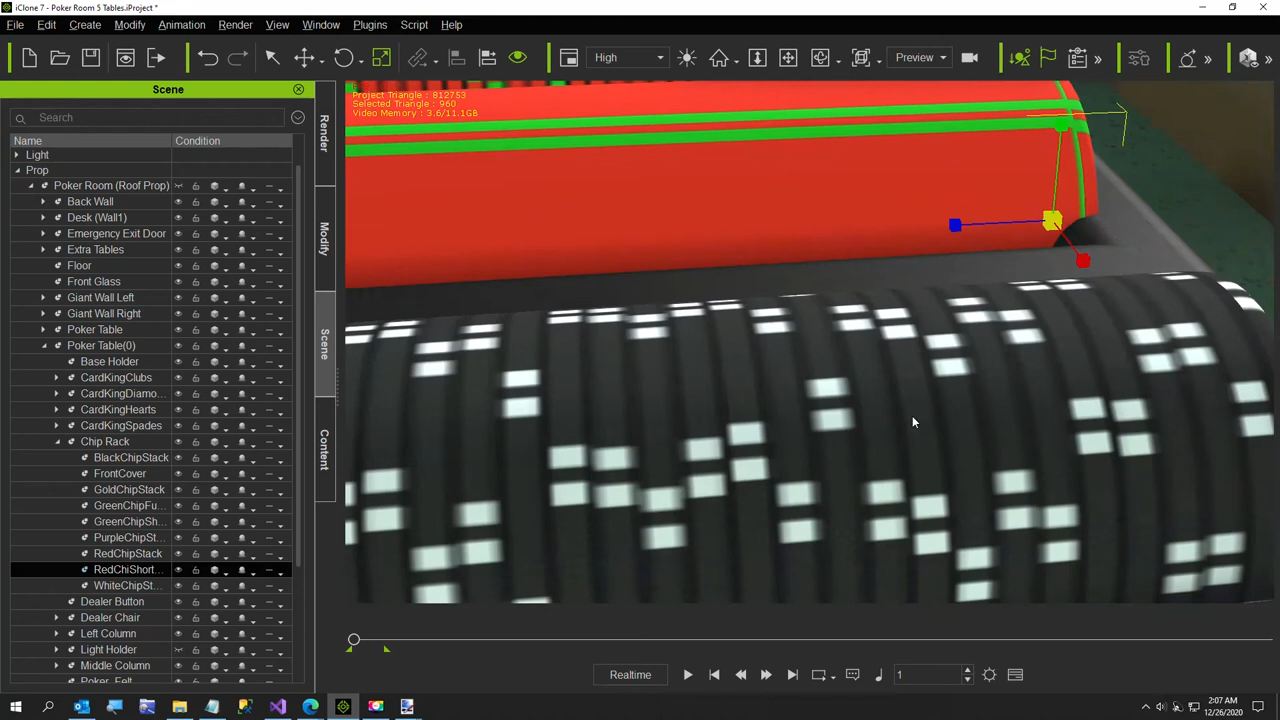 iClone 7 - Poker Room 5 Tables.iProject *
File Edit Create Modify Animation Render View Window Plugins Script Help
High Preview
Scene
Search
Name Condition
Light
Prop
Poker Room (Roof Prop)
Back Wall
Desk (Wall1)
Emergency Exit Door
Extra Tables
Floor
Front Glass
Giant Wall Left
Giant Wall Right
Poker Table
Poker Table(0)
Base Holder
CardKingClubs
CardKingDiamo...
CardKingHearts
CardKingSpades
Chip Rack
BlackChipStack
FrontCover
GoldChipStack
GreenChipFu...
GreenChipSh...
PurpleChipSt...
RedChipStack
RedChiShort...
WhiteChipSt...
Dealer Button
Dealer Chair
Left Column
Light Holder
Middle Column
Poker_Felt
Render
Modify
Scene
Content
Project Triangle : 812753
Selected Triangle : 960
Video Memory : 3.6/11.1GB
Realtime 1
2:07 AM
12/26/2020